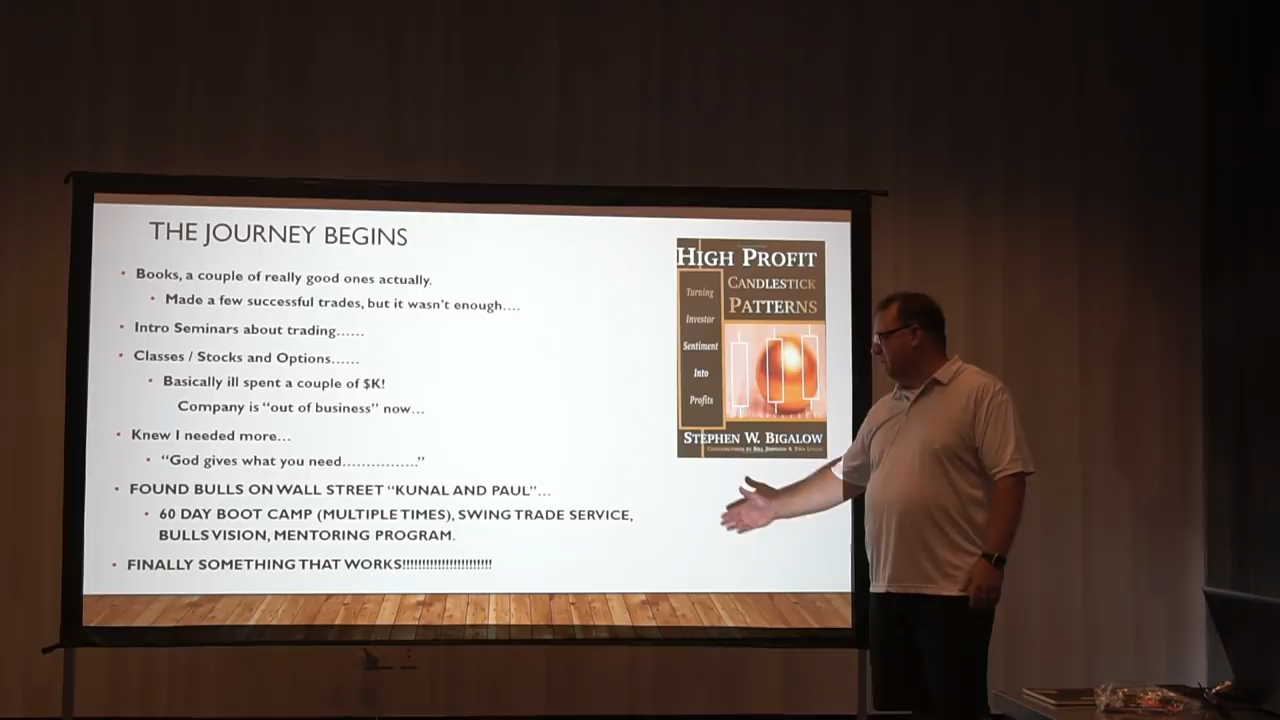 THE JOURNEY BEGINS
• Books, a couple of really good ones actually.
• Made a few successful trades, but it wasn't enough….
• Intro Seminars about trading……
• Classes / Stocks and Options……
• Basically ill spent a couple of $K!
Company is "out of business" now…
• Knew I needed more…
• "God gives what you need……………"
• FOUND BULLS ON WALL STREET "KUNAL AND PAUL"…
• 60 DAY BOOT CAMP (MULTIPLE TIMES), SWING TRADE SERVICE,
BULLS VISION, MENTORING PROGRAM.
• FINALLY SOMETHING THAT WORKS!!!!!!!!!!!!!!!!!!!!!!!
HIGH PROFIT
CANDLESTICK
PATTERNS
Turning
Investor
Sentiment
Into
Profits
STEPHEN W. BIGALOW